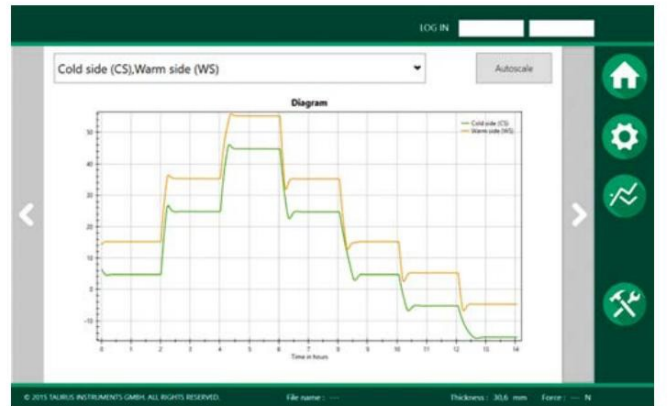 LOG IN
Cold side (CS),Warm side (WS)
Autoscale
Diagram
Cold side (CS)
Warm side (WS)
50
40
30
20
10
0
-10
0 1 2 3 4 5 6 7 8 9 10 11 12 13 14
Time in hours
© 2015 TAURUS INSTRUMENTS GMBH. ALL RIGHTS RESERVED. File name : --- Thickness : 30,6 mm Force : --- N